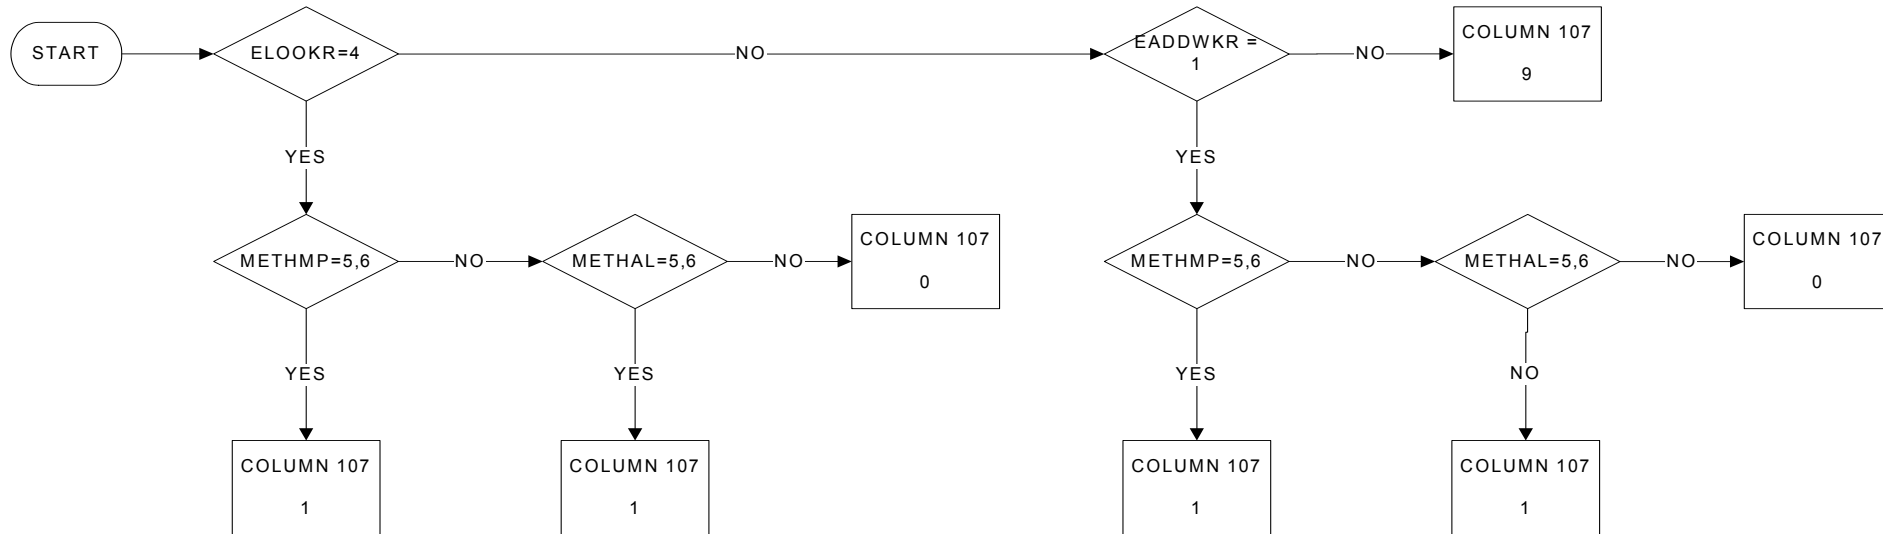 START
ELOOKR=4
NO
EADDWKR =
1
NO
COLUMN 107
9
YES
YES
METHMP=5,6
NO
METHAL=5,6
NO
COLUMN 107
0
METHMP=5,6
NO
METHAL=5,6
NO
COLUMN 107
0
YES
YES
YES
NO
COLUMN 107
1
COLUMN 107
1
COLUMN 107
1
COLUMN 107
1